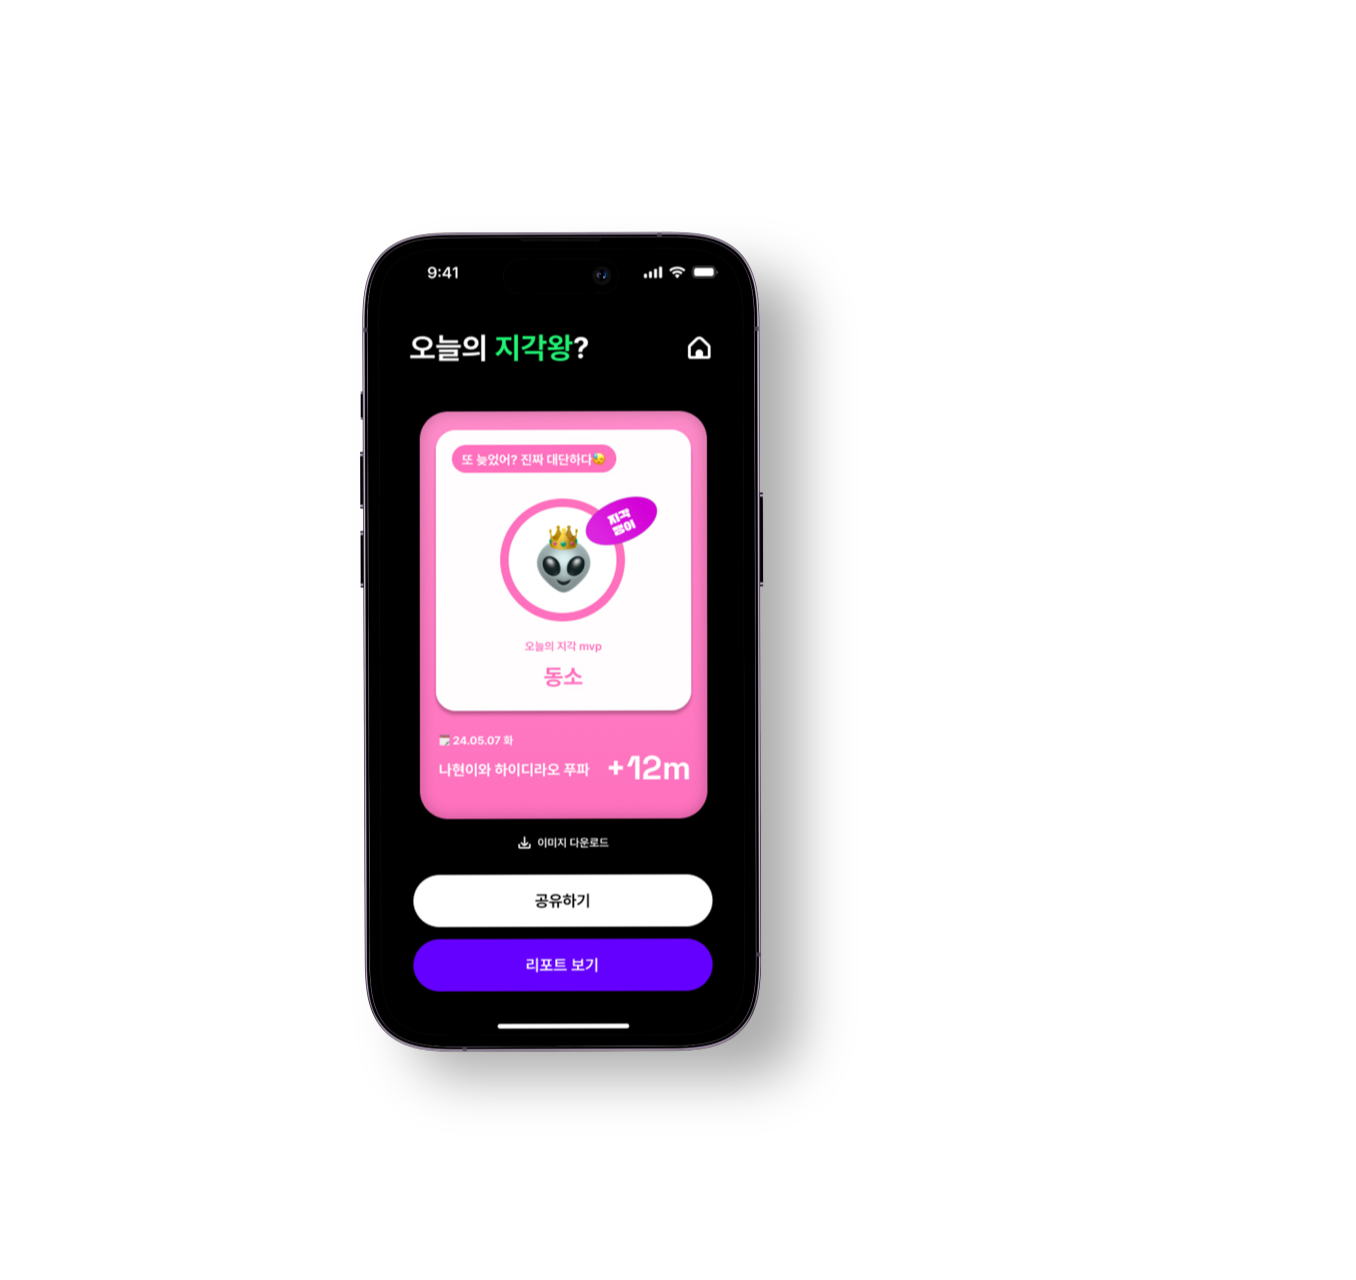 9:41
오늘의 지각왕?
또 늦었어? 진짜 대단하다😓
지각
뚱이
오늘의 지각 mvp
동소
24.05.07 화
나현이와 하이디라오 푸파
+12m
이미지 다운로드
공유하기
리포트 보기